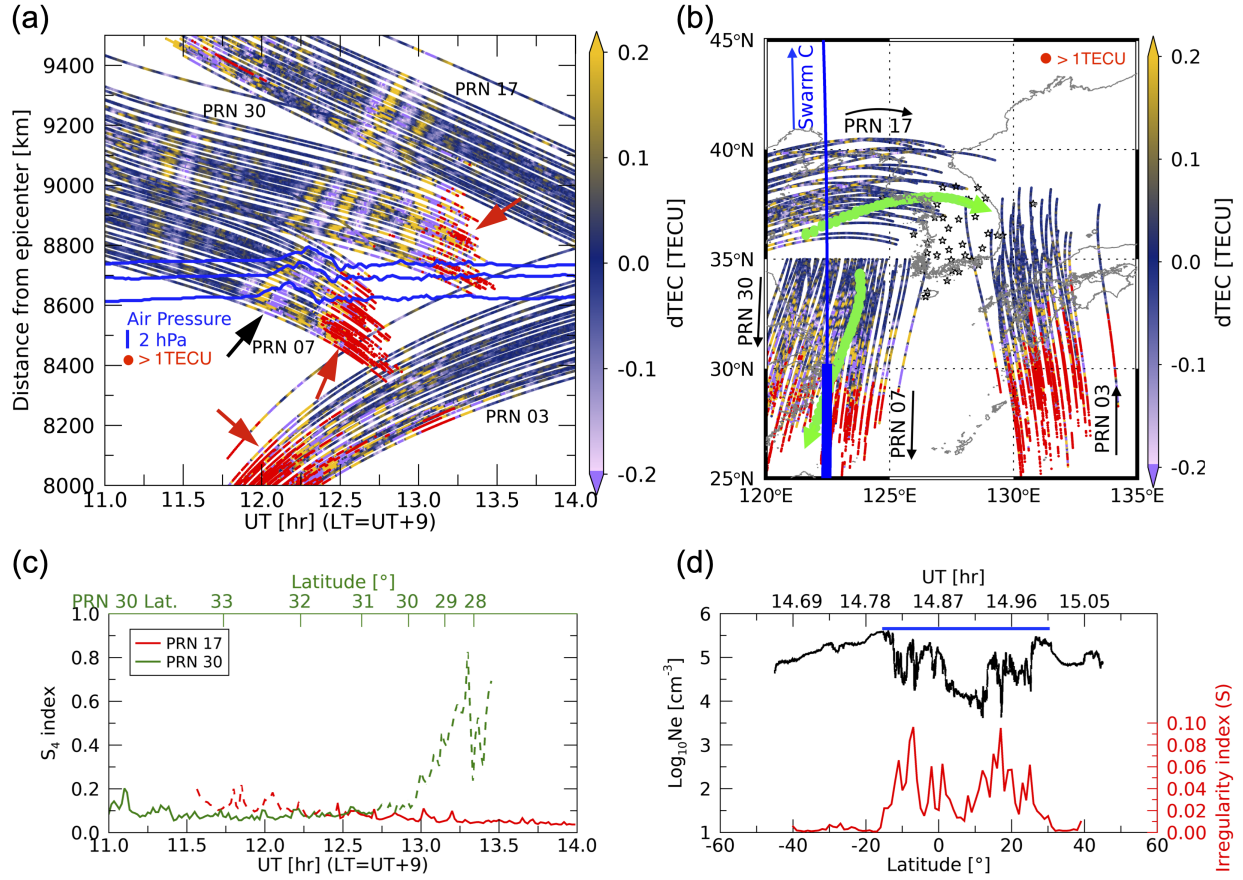 (a)
9400
9200
9000
8800
8600
8400
8200
8000
Distance from epicenter [km]
PRN 17
PRN 30
Air Pressure
2 hPa
> 1TECU
PRN 07
PRN 03
11.0 11.5 12.0 12.5 13.0 13.5 14.0
UT [hr] (LT=UT+9)
0.2
0.1
0.0
-0.1
-0.2
dTEC [TECU]
(b)
45°N
40°N
35°N
30°N
25°N
Swarm C
> 1TECU
PRN 17
PRN 30
PRN 07
PRN 03
120°E 125°E 130°E 135°E
0.2
0.1
0.0
-0.1
-0.2
dTEC [TECU]
(c)
Latitude [°]
PRN 30 Lat. 33 32 31 30 29 28
1.0
0.8
0.6
0.4
0.2
0.0
S₄ index
PRN 17
PRN 30
11.0 11.5 12.0 12.5 13.0 13.5 14.0
UT [hr] (LT=UT+9)
(d)
UT [hr]
14.69 14.78 14.87 14.96 15.05
6
5
4
3
2
1
Log₁₀Ne [cm⁻³]
0.10
0.08
0.06
0.04
0.02
0.00
Irregularity index (S)
-60 -40 -20 0 20 40 60
Latitude [°]